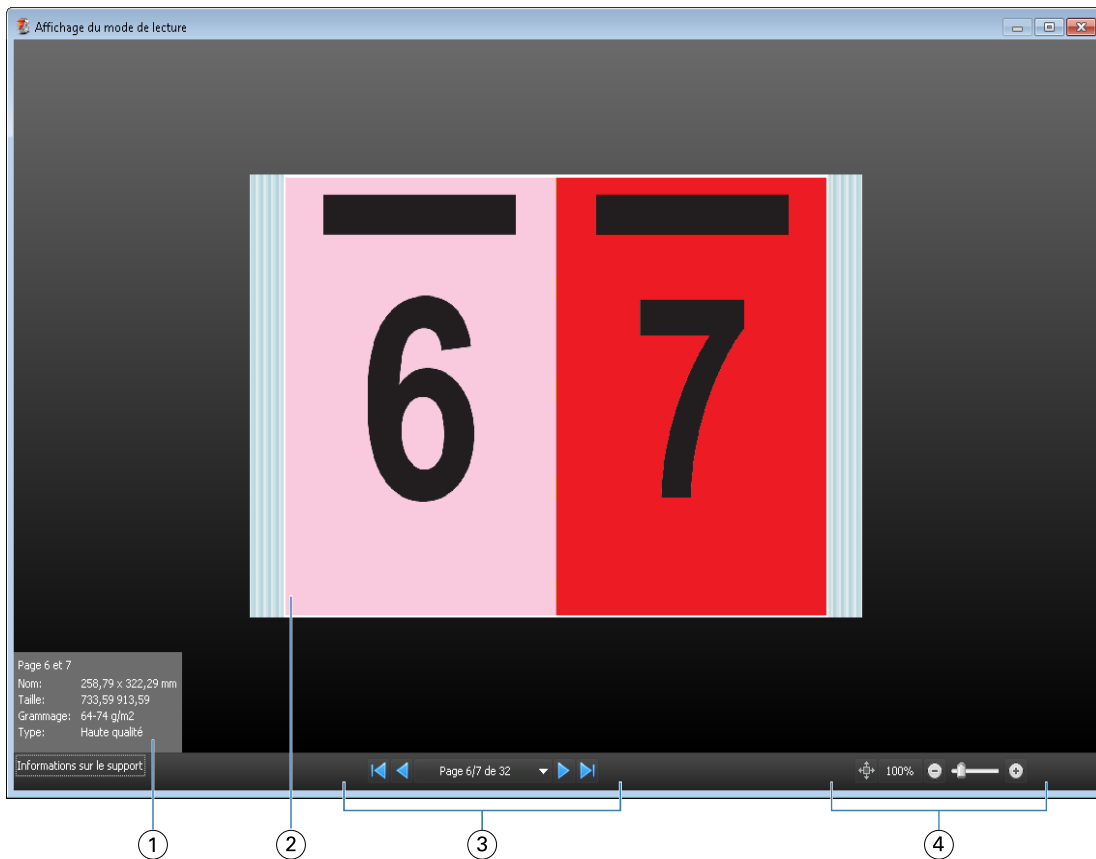 Affichage du mode de lecture
6 7
Page 6 et 7
Nom: 258,79 x 322,29 mm
Taille: 733,59 913,59
Grammage: 64-74 g/m2
Type: Haute qualité
Informations sur le support
Page 6/7 de 32
100%
1 2 3 4